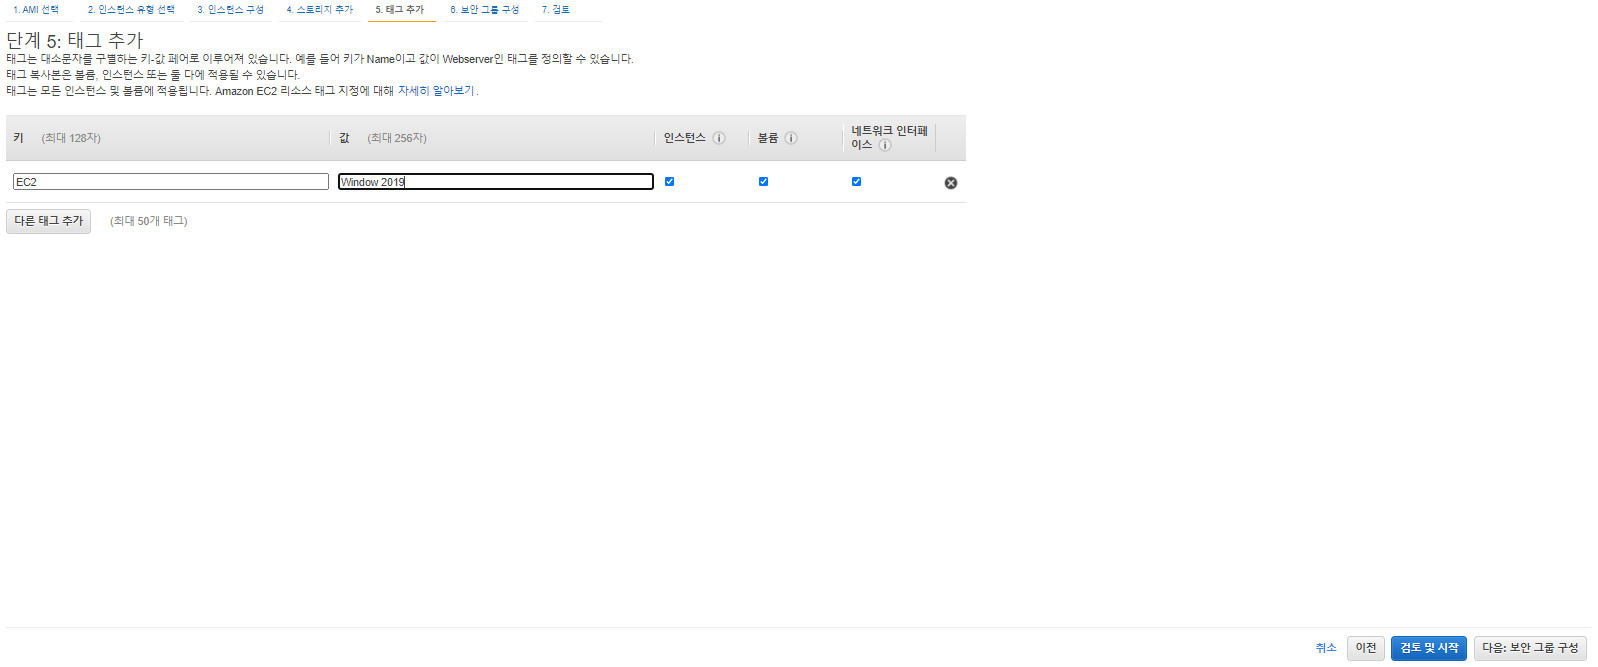 1. AMI 선택 2. 인스턴스 유형 선택 3. 인스턴스 구성 4. 스토리지 추가 5. 태그 추가 6. 보안 그룹 구성 7. 검토
단계 5: 태그 추가
태그는 대소문자를 구별하는 키-값 페어로 이루어져 있습니다. 예를 들어 키가 Name이고 값이 Webserver인 태그를 정의할 수 있습니다.
태그 복사본은 볼륨, 인스턴스 또는 둘 다에 적용될 수 있습니다.
태그는 모든 인스턴스 및 볼륨에 적용됩니다. Amazon EC2 리소스 태그 지정에 대해 자세히 알아보기.
키 (최대 128자) 값 (최대 256자) 인스턴스 볼륨 네트워크 인터페
이스
EC2 Window 2019
다른 태그 추가 (최대 50개 태그)
취소 이전 검토 및 시작 다음: 보안 그룹 구성